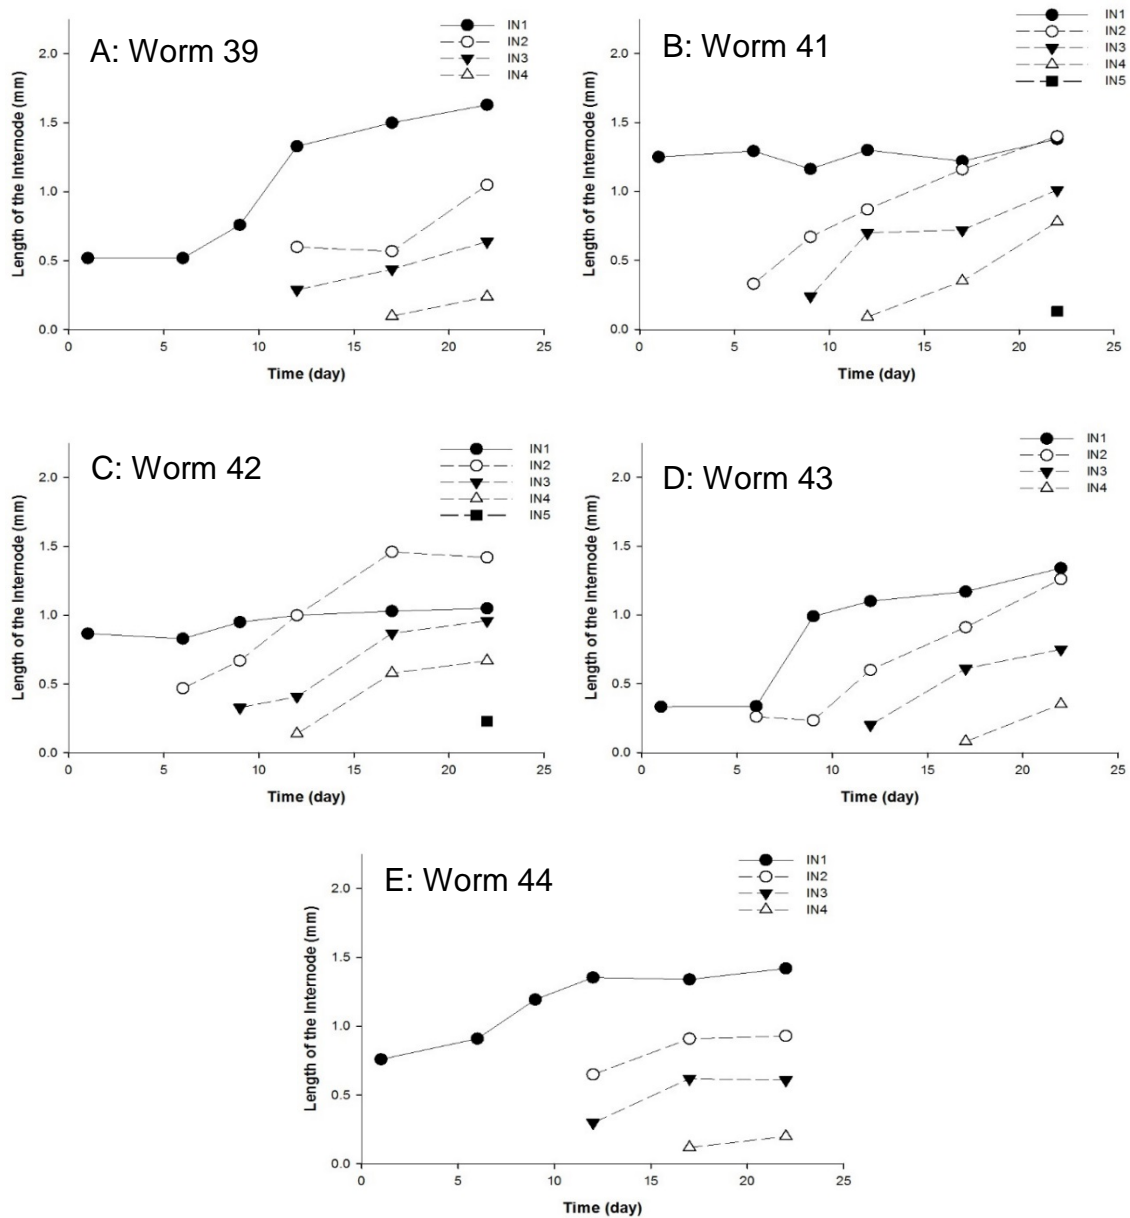 A: Worm 39
IN1
IN2
IN3
IN4
Length of the Internode (mm)
2.0
1.5
1.0
0.5
0.0
0
5
10
15
20
25
Time (day)
B: Worm 41
IN1
IN2
IN3
IN4
IN5
Length of the Internode (mm)
2.0
1.5
1.0
0.5
0.0
0
5
10
15
20
25
Time (day)
C: Worm 42
IN1
IN2
IN3
IN4
IN5
Length of the Internode (mm)
2.0
1.5
1.0
0.5
0.0
0
5
10
15
20
25
Time (day)
D: Worm 43
IN1
IN2
IN3
IN4
Length of the Internode (mm)
2.0
1.5
1.0
0.5
0.0
0
5
10
15
20
25
Time (day)
E: Worm 44
IN1
IN2
IN3
IN4
Length of the Internode (mm)
2.0
1.5
1.0
0.5
0.0
0
5
10
15
20
25
Time (day)